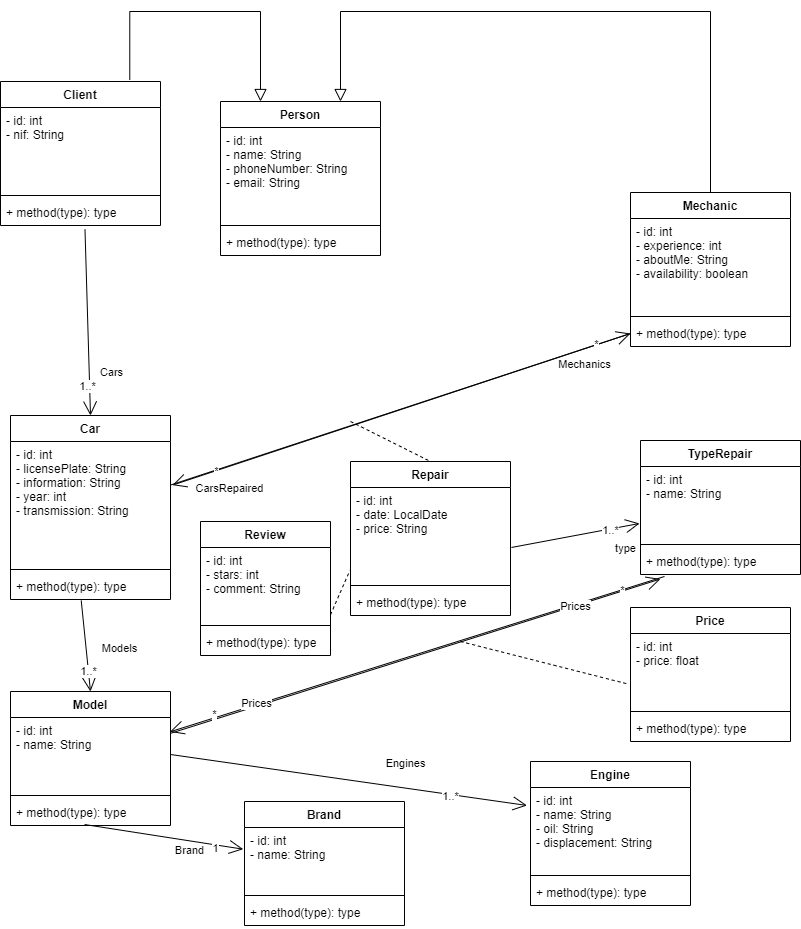 Client
- id: int
- nif: String
+ method(type): type
Person
- id: int
- name: String
- phoneNumber: String
- email: String
+ method(type): type
Mechanic
- id: int
- experience: int
- aboutMe: String
- availability: boolean
+ method(type): type
Cars
1..*
*
Mechanics
Car
- id: int
- licensePlate: String
- information: String
- year: int
- transmission: String
+ method(type): type
*
CarsRepaired
Repair
- id: int
- date: LocalDate
- price: String
+ method(type): type
TypeRepair
- id: int
- name: String
+ method(type): type
1..*
type
Review
- id: int
- stars: int
- comment: String
+ method(type): type
*
Prices
Price
- id: int
- price: float
+ method(type): type
Models
1..*
Prices
*
Model
- id: int
- name: String
+ method(type): type
Engines
1..*
Engine
- id: int
- name: String
- oil: String
- displacement: String
+ method(type): type
Brand
1
Brand
- id: int
- name: String
+ method(type): type